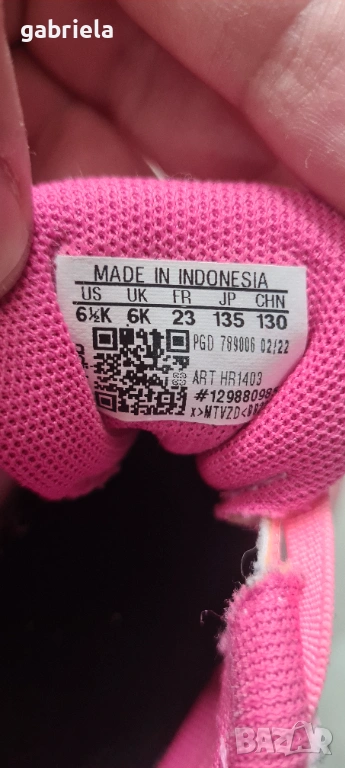 gabriela
MADE IN INDONESIA
US UK FR JP CHN
6½K 6K 23 135 130
PGD 789006 02/22
ART HR1403
#12988098
BAZAR